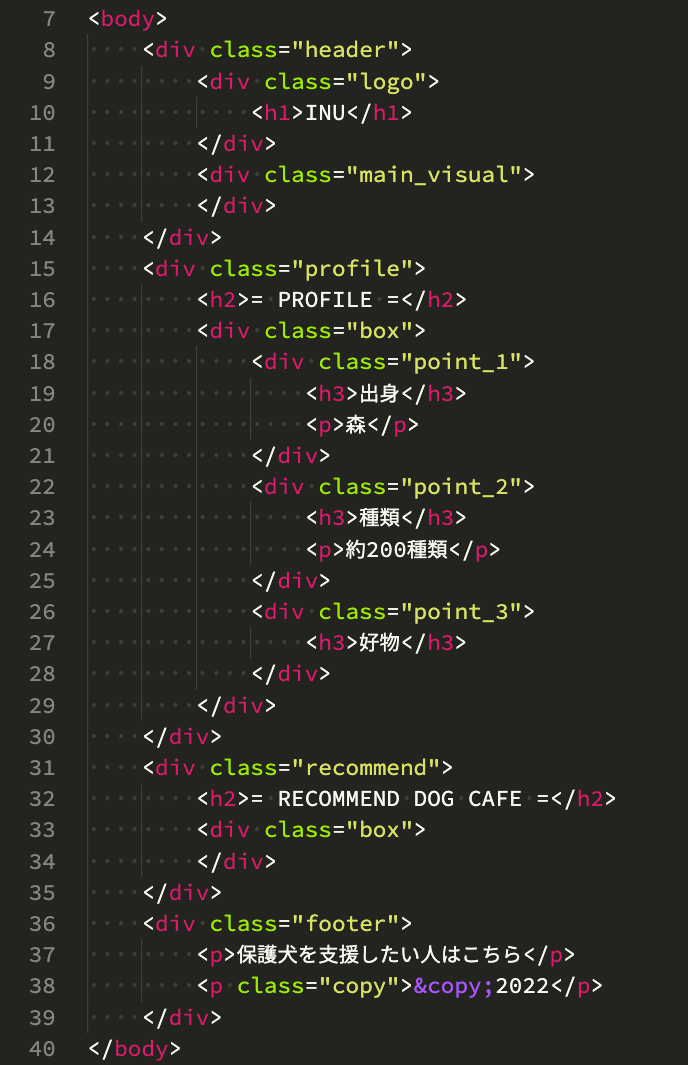 7 <body>
8     <div class="header">
9         <div class="logo">
10             <h1>INU</h1>
11         </div>
12         <div class="main_visual">
13         </div>
14     </div>
15     <div class="profile">
16         <h2>= PROFILE =</h2>
17         <div class="box">
18             <div class="point_1">
19                 <h3>出身</h3>
20                 <p>森</p>
21             </div>
22             <div class="point_2">
23                 <h3>種類</h3>
24                 <p>約200種類</p>
25             </div>
26             <div class="point_3">
27                 <h3>好物</h3>
28             </div>
29         </div>
30     </div>
31     <div class="recommend">
32         <h2>= RECOMMEND DOG CAFE =</h2>
33         <div class="box">
34         </div>
35     </div>
36     <div class="footer">
37         <p>保護犬を支援したい人はこちら</p>
38         <p class="copy">&copy;2022</p>
39     </div>
40 </body>